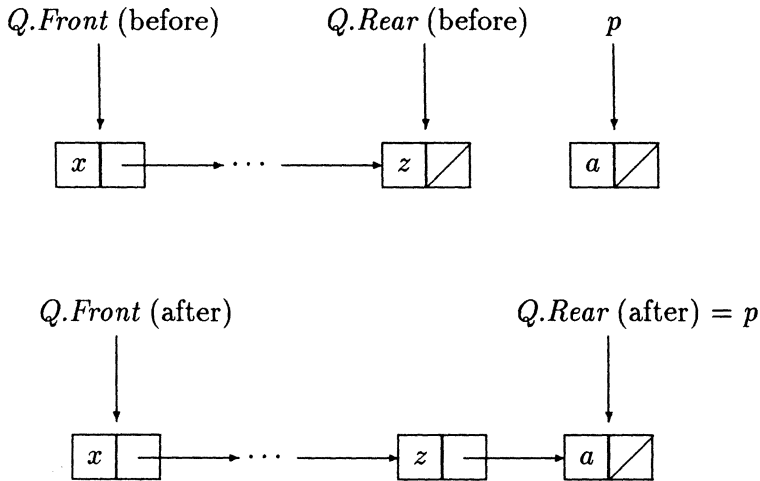 Q.Front (before) Q.Rear (before) p
x ··· z a
Q.Front (after) Q.Rear (after) = p
x ··· z a